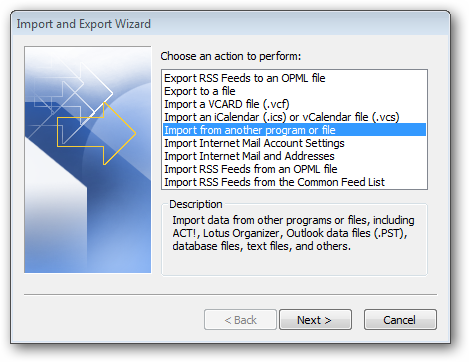 Import and Export Wizard
Choose an action to perform:
Export RSS Feeds to an OPML file
Export to a file
Import a VCARD file (.vcf)
Import an iCalendar (.ics) or vCalendar file (.vcs)
Import from another program or file
Import Internet Mail Account Settings
Import Internet Mail and Addresses
Import RSS Feeds from an OPML file
Import RSS Feeds from the Common Feed List
Description
Import data from other programs or files, including
ACT!, Lotus Organizer, Outlook data files (.PST),
database files, text files, and others.
< Back Next > Cancel